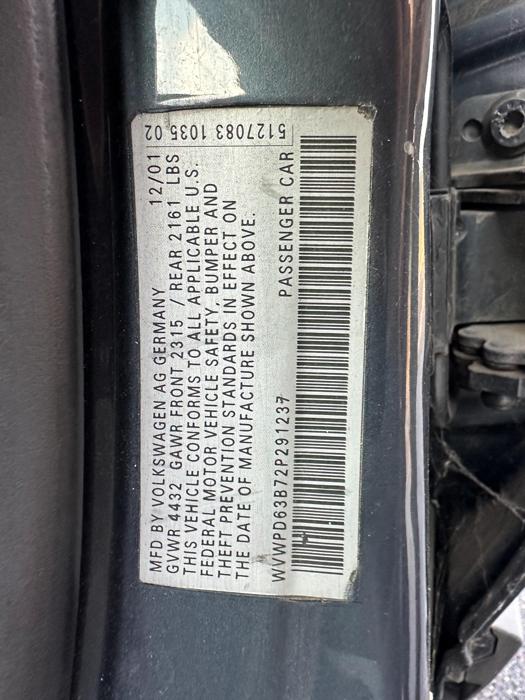 MFD BY VOLKSWAGEN AG GERMANY 12/01
GVWR 4432 GAWR FRONT 2315 / REAR 2161 LBS
THIS VEHICLE CONFORMS TO ALL APPLICABLE U.S.
FEDERAL MOTOR VEHICLE SAFETY, BUMPER AND
THEFT PREVENTION STANDARDS IN EFFECT ON
THE DATE OF MANUFACTURE SHOWN ABOVE.
WVWPD63B72P291237 PASSENGER CAR
5127083 1035 02